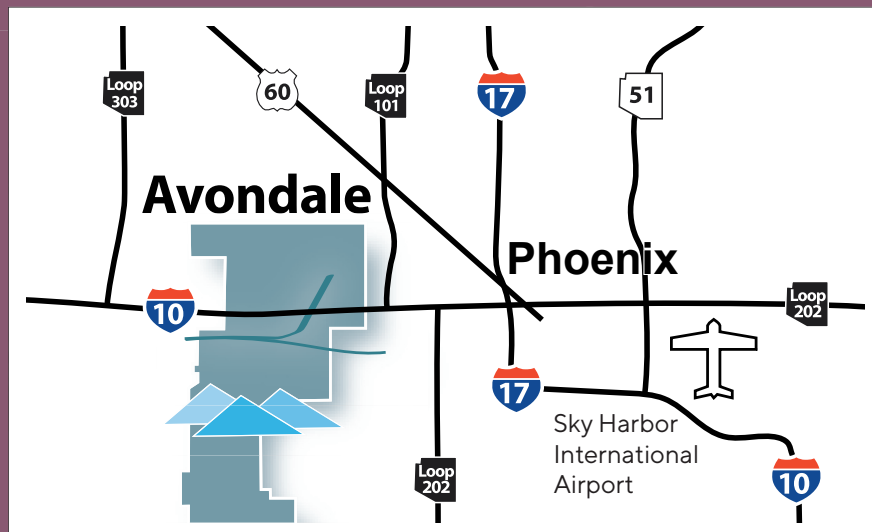 Loop
303
60
Loop
101
17
51
Avondale
Phoenix
10
Loop
202
17
Sky Harbor
International
Airport
Loop
202
10